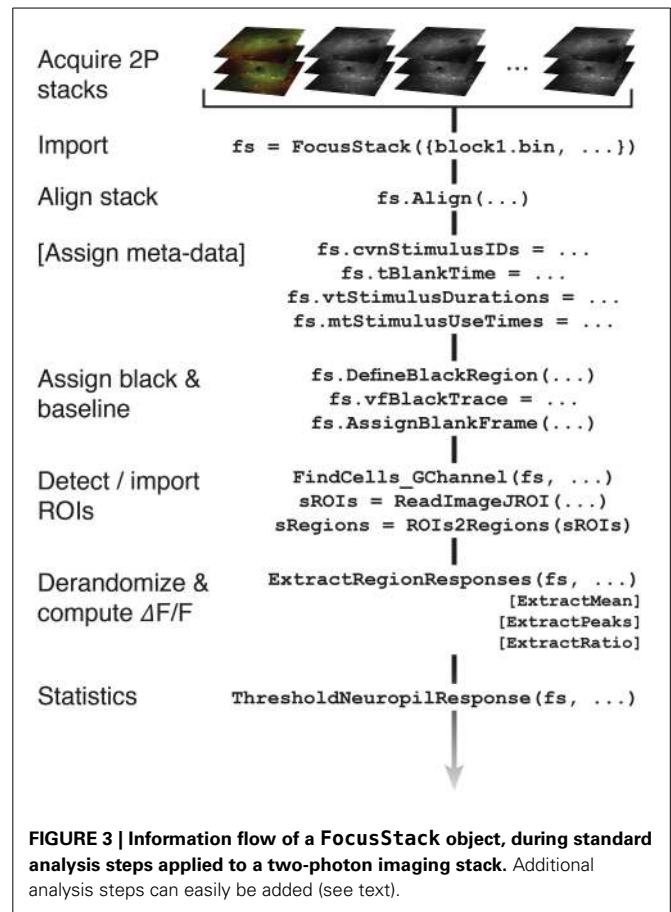 Acquire 2P
stacks
...
Import
fs = FocusStack({block1.bin, ...})
Align stack
fs.Align(...)
[Assign meta-data]
fs.cvnStimulusIDs = ...
fs.tBlankTime = ...
fs.vtStimulusDurations = ...
fs.mtStimulusUseTimes = ...
Assign black &
baseline
fs.DefineBlackRegion(...)
fs.vfBlackTrace = ...
fs.AssignBlankFrame(...)
Detect / import
ROIs
FindCells_GChannel(fs, ...)
sROIs = ReadImageJROI(...)
sRegions = ROIs2Regions(sROIs)
Derandomize &
compute ΔF/F
ExtractRegionResponses(fs, ...)
[ExtractMean]
[ExtractPeaks]
[ExtractRatio]
Statistics
ThresholdNeuropilResponse(fs, ...)
FIGURE 3 | Information flow of a FocusStack object, during standard
analysis steps applied to a two-photon imaging stack. Additional
analysis steps can easily be added (see text).